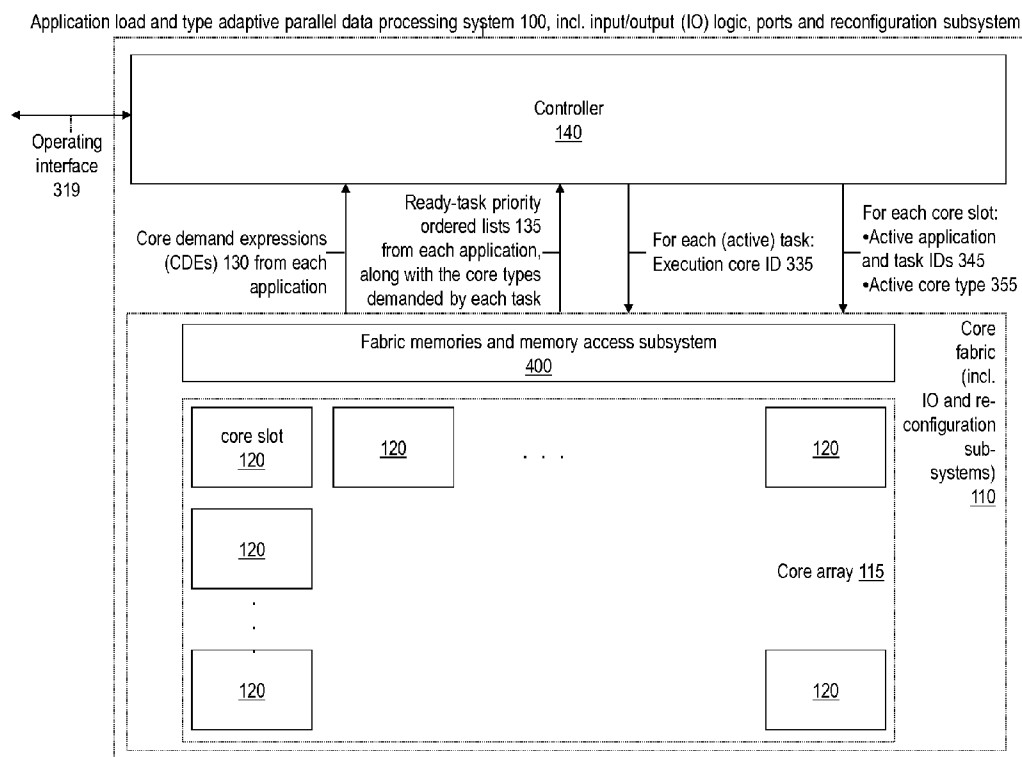 Application load and type adaptive parallel data processing system 100, incl. input/output (IO) logic, ports and reconfiguration subsystem
Controller
140
Operating
interface
319
Core demand expressions
(CDEs) 130 from each
application
Ready-task priority
ordered lists 135
from each application,
along with the core types
demanded by each task
For each (active) task:
Execution core ID 335
For each core slot:
•Active application
and task IDs 345
•Active core type 355
Fabric memories and memory access subsystem
400
Core
fabric
(incl.
IO and re-
configuration
sub-
systems)
110
core slot
120
120
. . .
120
120
Core array 115
.
.
.
120
120